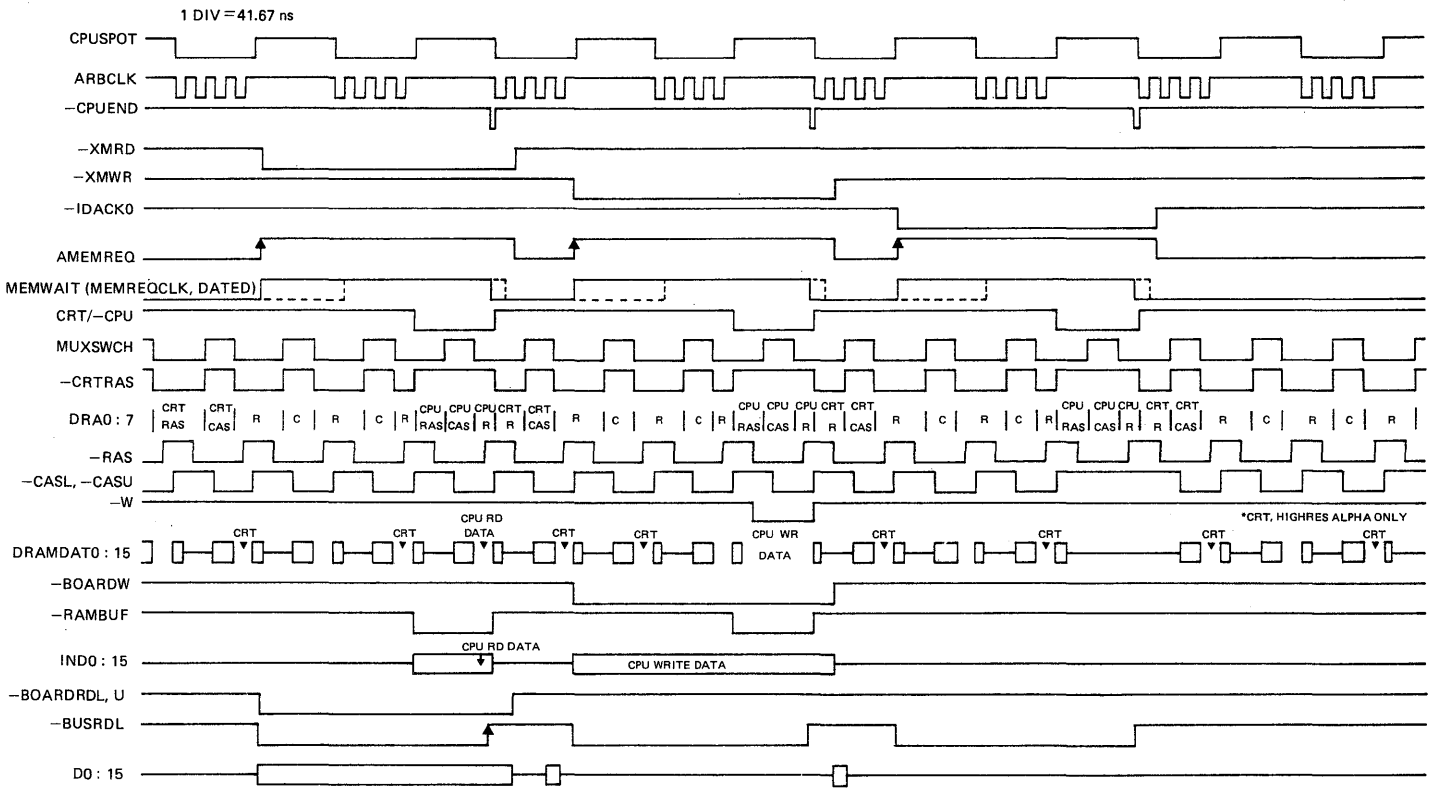 1 DIV = 41.67 ns
CPUSPOT
ARBCLK
−CPUEND
−XMRD
−XMWR
−IDACK0
AMEMREQ
MEMWAIT (MEMREQCLK, DATED)
CRT/−CPU
MUXSWCH
−CRTRAS
DRA0 : 7 CRT RAS CRT CAS R C R C R CPU RAS CPU CAS CPU R CRT R CRT CAS R C R C R CPU RAS CPU CAS CPU R CRT R CRT CAS R C R C R CPU RAS CPU CAS CPU R CRT R CRT CAS R C R C R
−RAS
−CASL, −CASU
−W
*CRT, HIGHRES ALPHA ONLY
DRAMDAT0 : 15 CRT CRT CPU RD DATA CRT CRT CPU WR DATA CRT CRT CRT CRT
−BOARDW
−RAMBUF
CPU RD DATA
IND0 : 15 CPU WRITE DATA
−BOARDRDL, U
−BUSRDL
D0 : 15